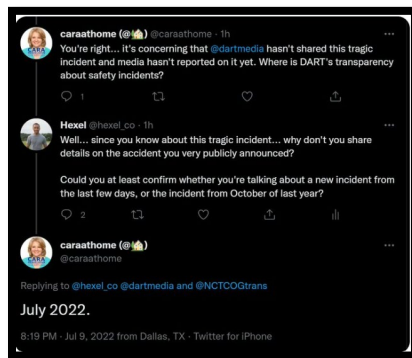 caraathome (@🏡) @caraathome · 1h
You're right... it's concerning that @dartmedia hasn't shared this tragic
incident and media hasn't reported on it yet. Where is DART's transparency
about safety incidents?
1
Hexel @hexel_co · 1h
Well... since you know about this tragic incident... why don't you share
details on the accident you very publicly announced?
Could you at least confirm whether you're talking about a new incident from
the last few days, or the incident from October of last year?
2
caraathome (@🏡)
@caraathome
Replying to @hexel_co @dartmedia and @NCTCOGtrans
July 2022.
8:19 PM · Jul 9, 2022 from Dallas, TX · Twitter for iPhone